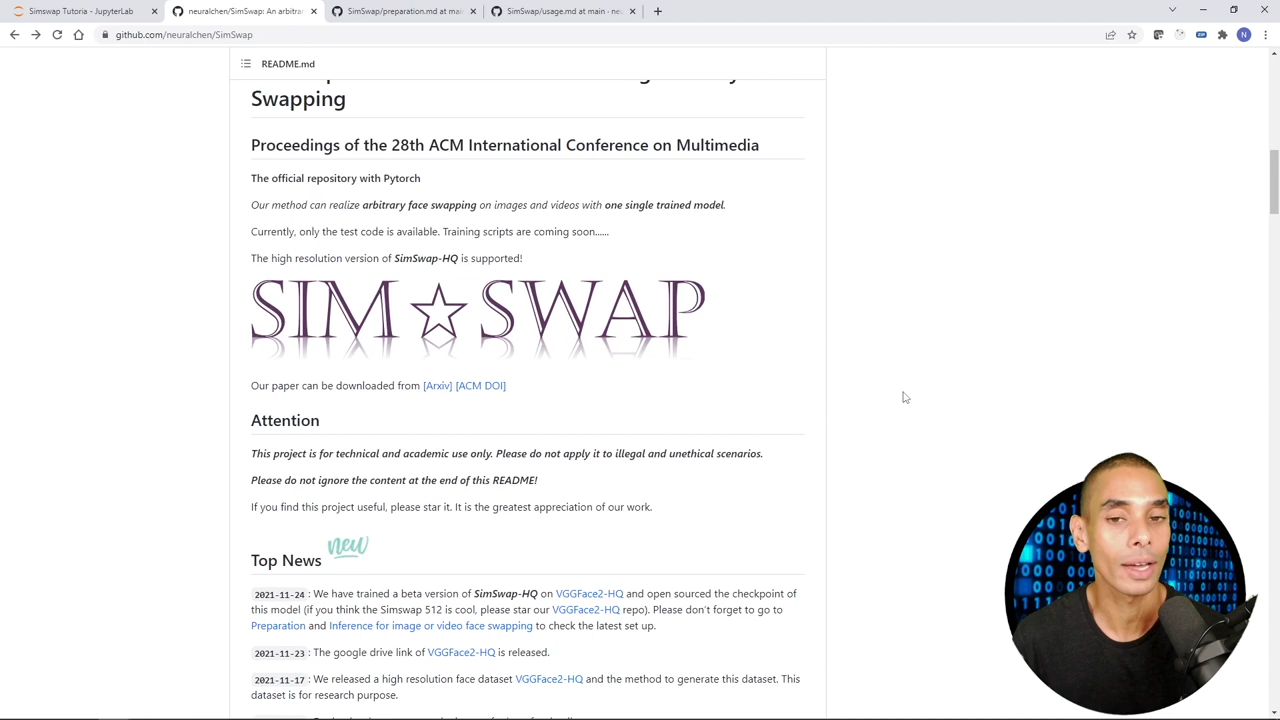 Simswap Tutoria - JupyterLab
neuralchen/SimSwap: An arbitrar
SimSwap/preparation.md at main
SimSwap/usage.md at main · neu
github.com/neuralchen/SimSwap
ZIP
N
README.md
Swapping
Proceedings of the 28th ACM International Conference on Multimedia
The official repository with Pytorch
Our method can realize arbitrary face swapping on images and videos with one single trained model.
Currently, only the test code is available. Training scripts are coming soon......
The high resolution version of SimSwap-HQ is supported!
SIM☆SWAP
Our paper can be downloaded from [Arxiv] [ACM DOI]
Attention
This project is for technical and academic use only. Please do not apply it to illegal and unethical scenarios.
Please do not ignore the content at the end of this README!
If you find this project useful, please star it. It is the greatest appreciation of our work.
Top News new
2021-11-24 : We have trained a beta version of SimSwap-HQ on VGGFace2-HQ and open sourced the checkpoint
of this model (if you think the Simswap 512 is cool, please star our VGGFace2-HQ repo). Please don't forget to go to
Preparation and Inference for image or video face swapping to check the latest set up.
2021-11-23 : The google drive link of VGGFace2-HQ is released.
2021-11-17 : We released a high resolution face dataset VGGFace2-HQ and the method to generate this dataset. This
dataset is for research purpose.